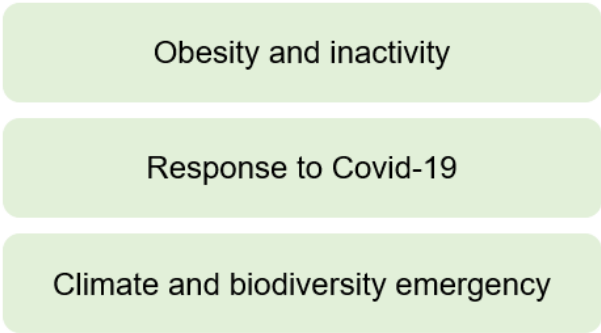 Obesity and inactivity
Response to Covid-19
Climate and biodiversity emergency